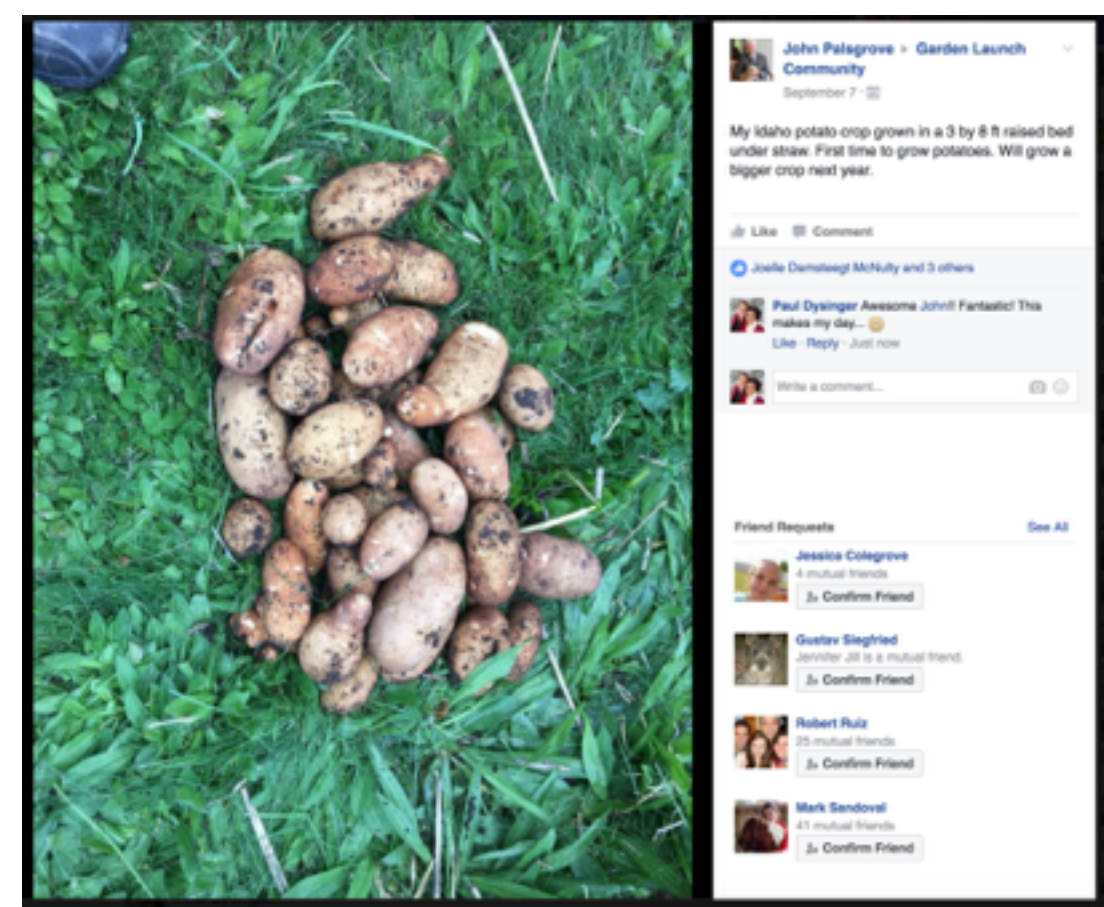 John Palsgrove ▸ Garden Launch
Community
September 7 ·
My Idaho potato crop grown in a 3 by 8 ft raised bed
under straw. First time to grow potatoes. Will grow a
bigger crop next year.
Like Comment
Joelle Damsteegt McNulty and 3 others
Paul Dysinger Awesome John!! Fantastic! This
makes my day...
Like · Reply · Just now
Write a comment...
Friend Requests See All
Jessica Colegrove
4 mutual friends
Confirm Friend
Gustav Siegfried
Jennifer Jill is a mutual friend.
Confirm Friend
Robert Ruiz
25 mutual friends
Confirm Friend
Mark Sandoval
41 mutual friends
Confirm Friend